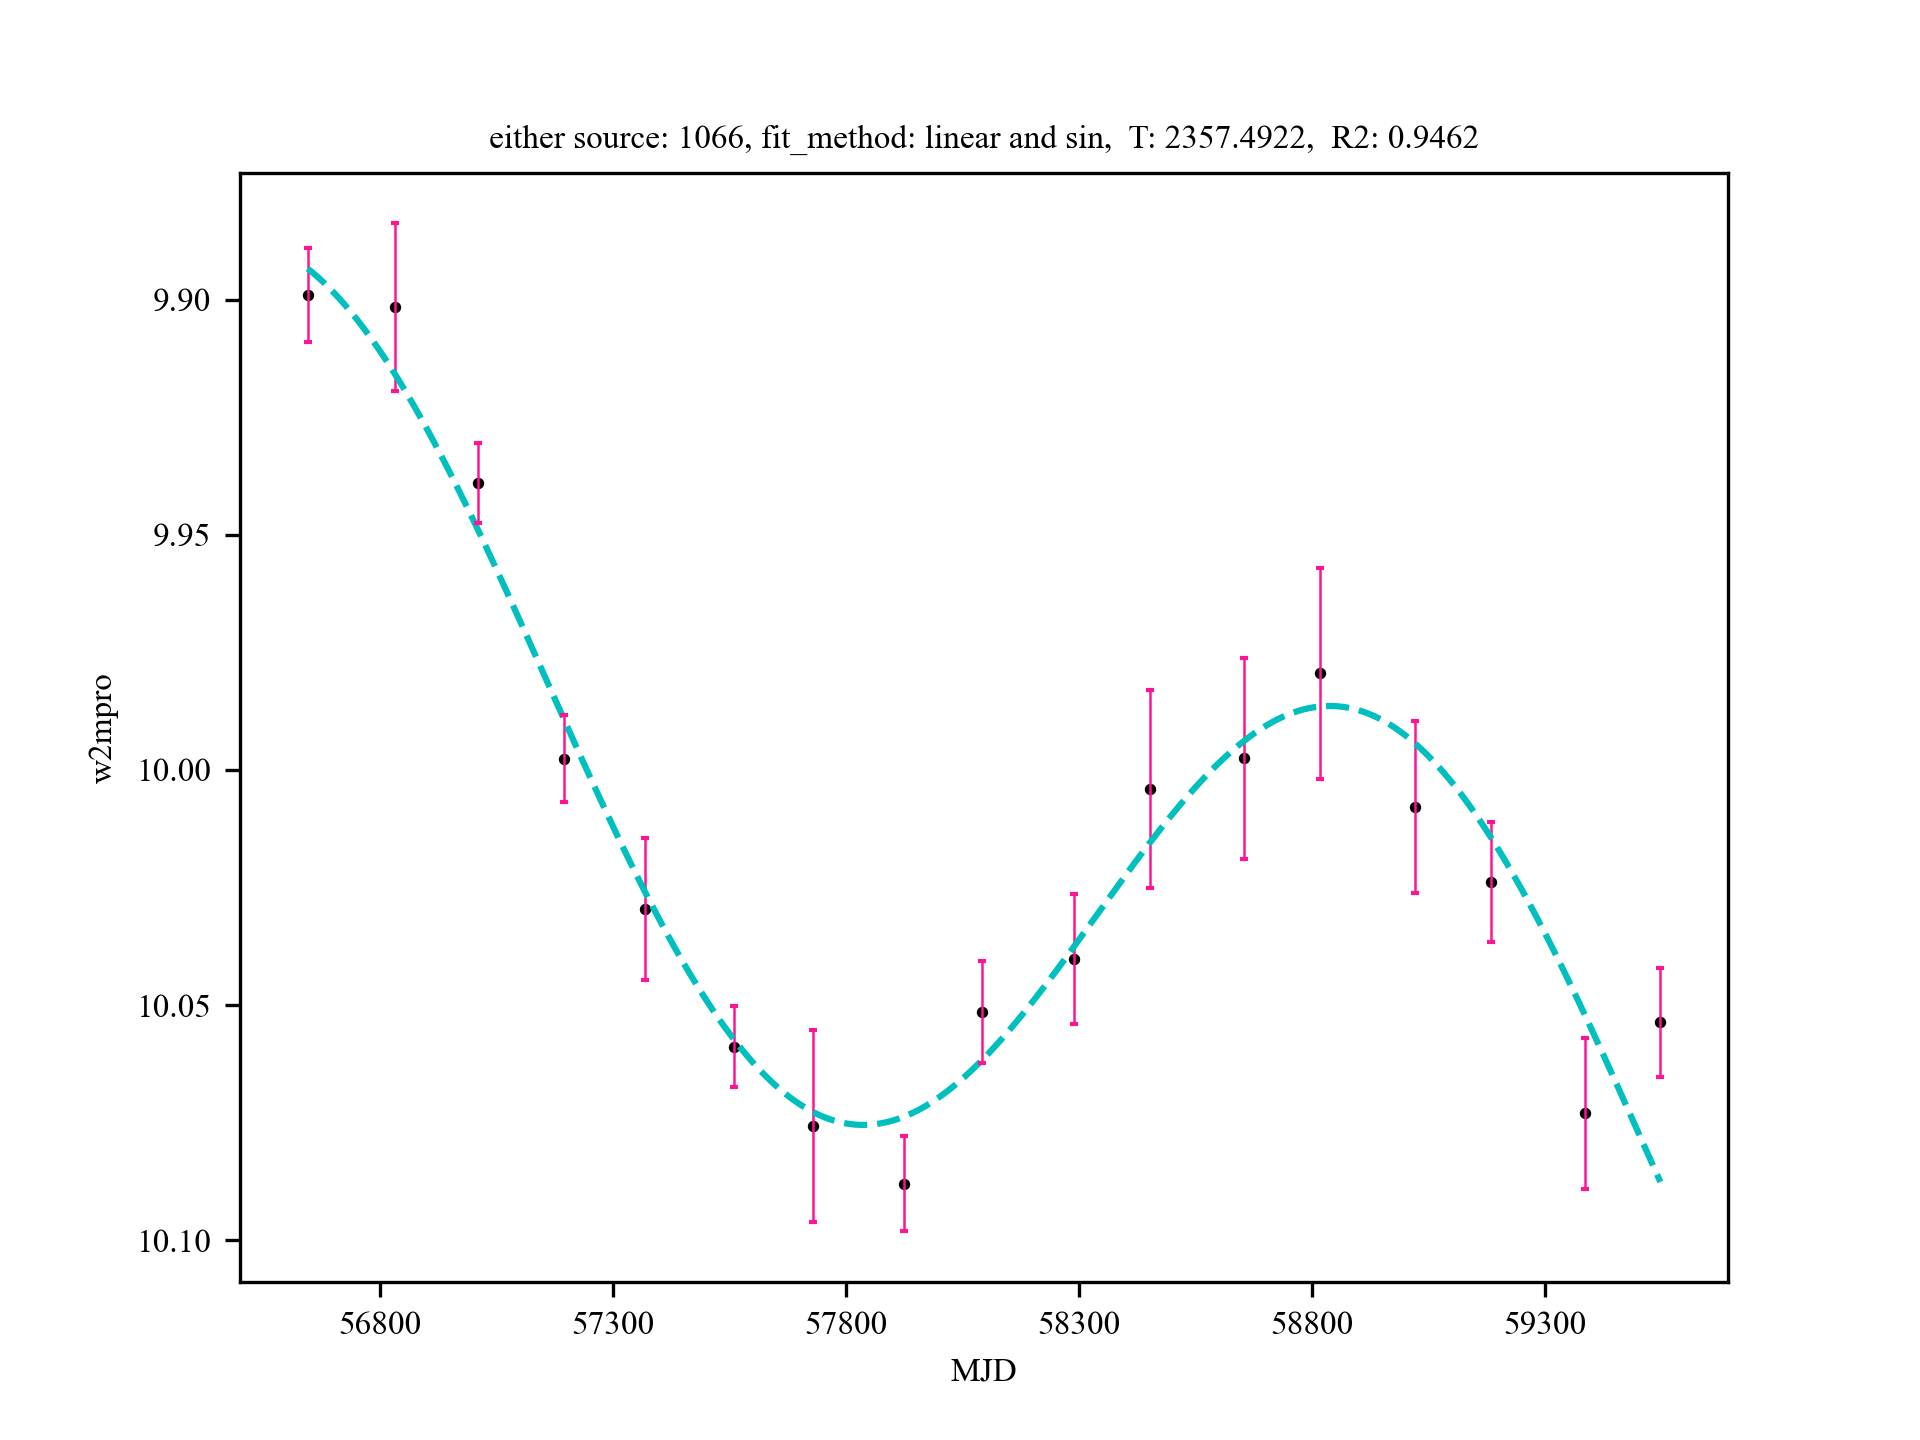 either source: 1066, fit_method: linear and sin,  T: 2357.4922,  R2: 0.9462
9.90
9.95
10.00
10.05
10.10
w2mpro
56800 57300 57800 58300 58800 59300
MJD